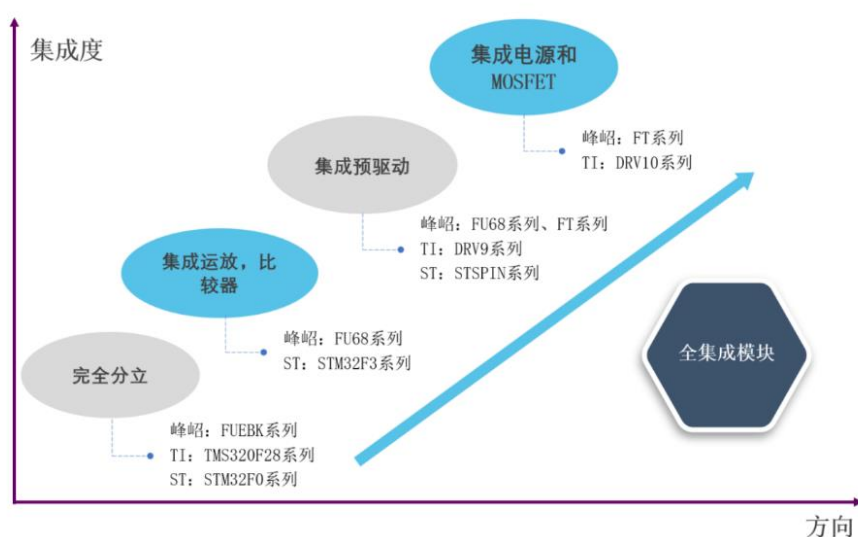 集成度
集成电源和
MOSFET
峰岹：FT系列
TI：DRV10系列
集成预驱动
峰岹：FU68系列、FT系列
TI：DRV9系列
ST：STSPIN系列
集成运放，比
较器
峰岹：FU68系列
ST：STM32F3系列
全集成模块
完全分立
峰岹：FUEBK系列
TI：TMS320F28系列
ST：STM32F0系列
方向